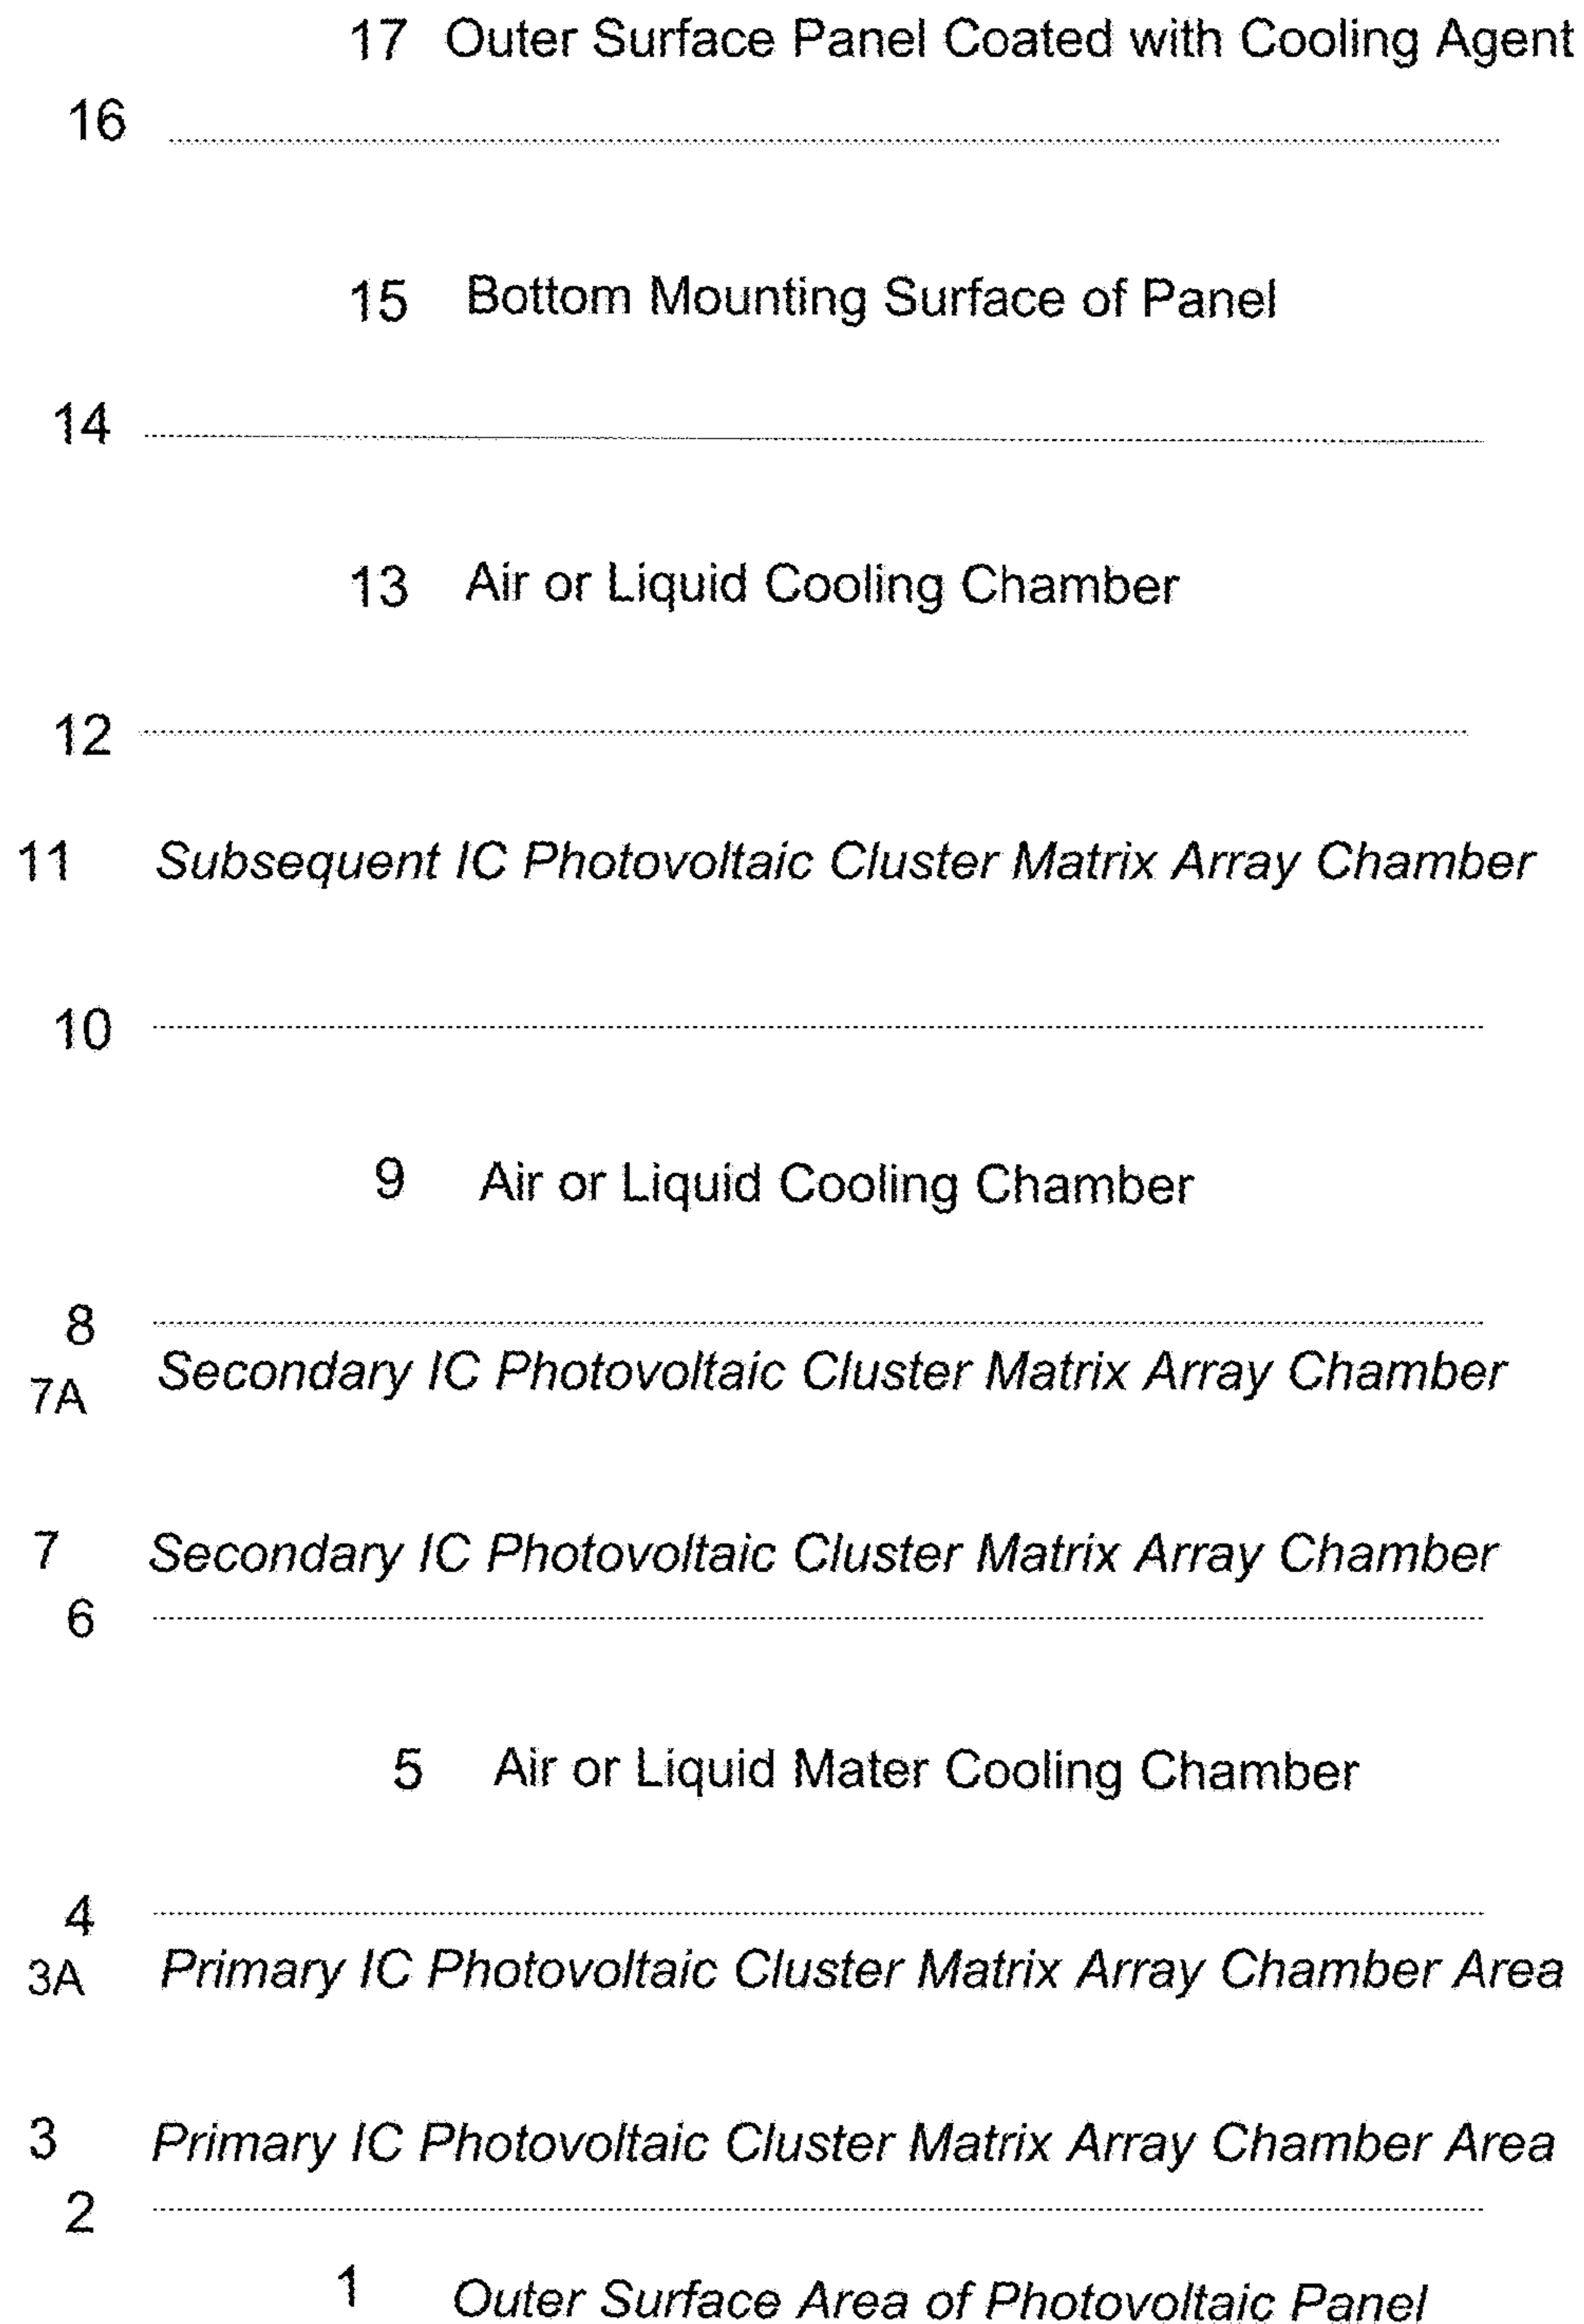 17 Outer Surface Panel Coated with Cooling Agent
16
15 Bottom Mounting Surface of Panel
14
13 Air or Liquid Cooling Chamber
12
11 Subsequent IC Photovoltaic Cluster Matrix Array Chamber
10
9 Air or Liquid Cooling Chamber
8
7A Secondary IC Photovoltaic Cluster Matrix Array Chamber
7 Secondary IC Photovoltaic Cluster Matrix Array Chamber
6
5 Air or Liquid Mater Cooling Chamber
4
3A Primary IC Photovoltaic Cluster Matrix Array Chamber Area
3 Primary IC Photovoltaic Cluster Matrix Array Chamber Area
2
1 Outer Surface Area of Photovoltaic Panel